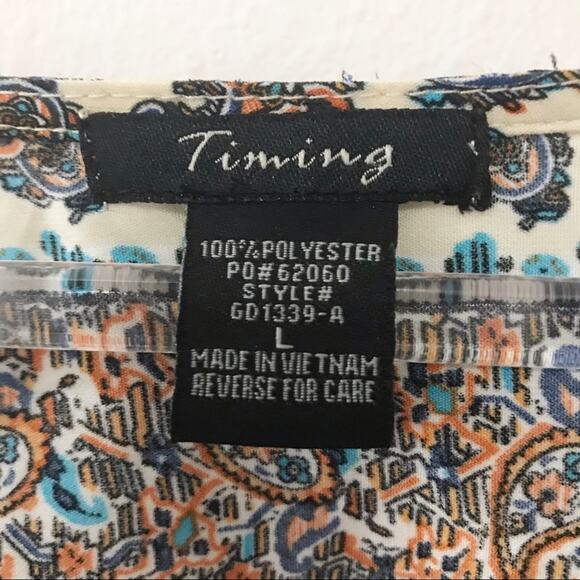 Timing
100%POLYESTER
PO#62060
STYLE#
GD1339-A
L
MADE IN VIETNAM
REVERSE FOR CARE